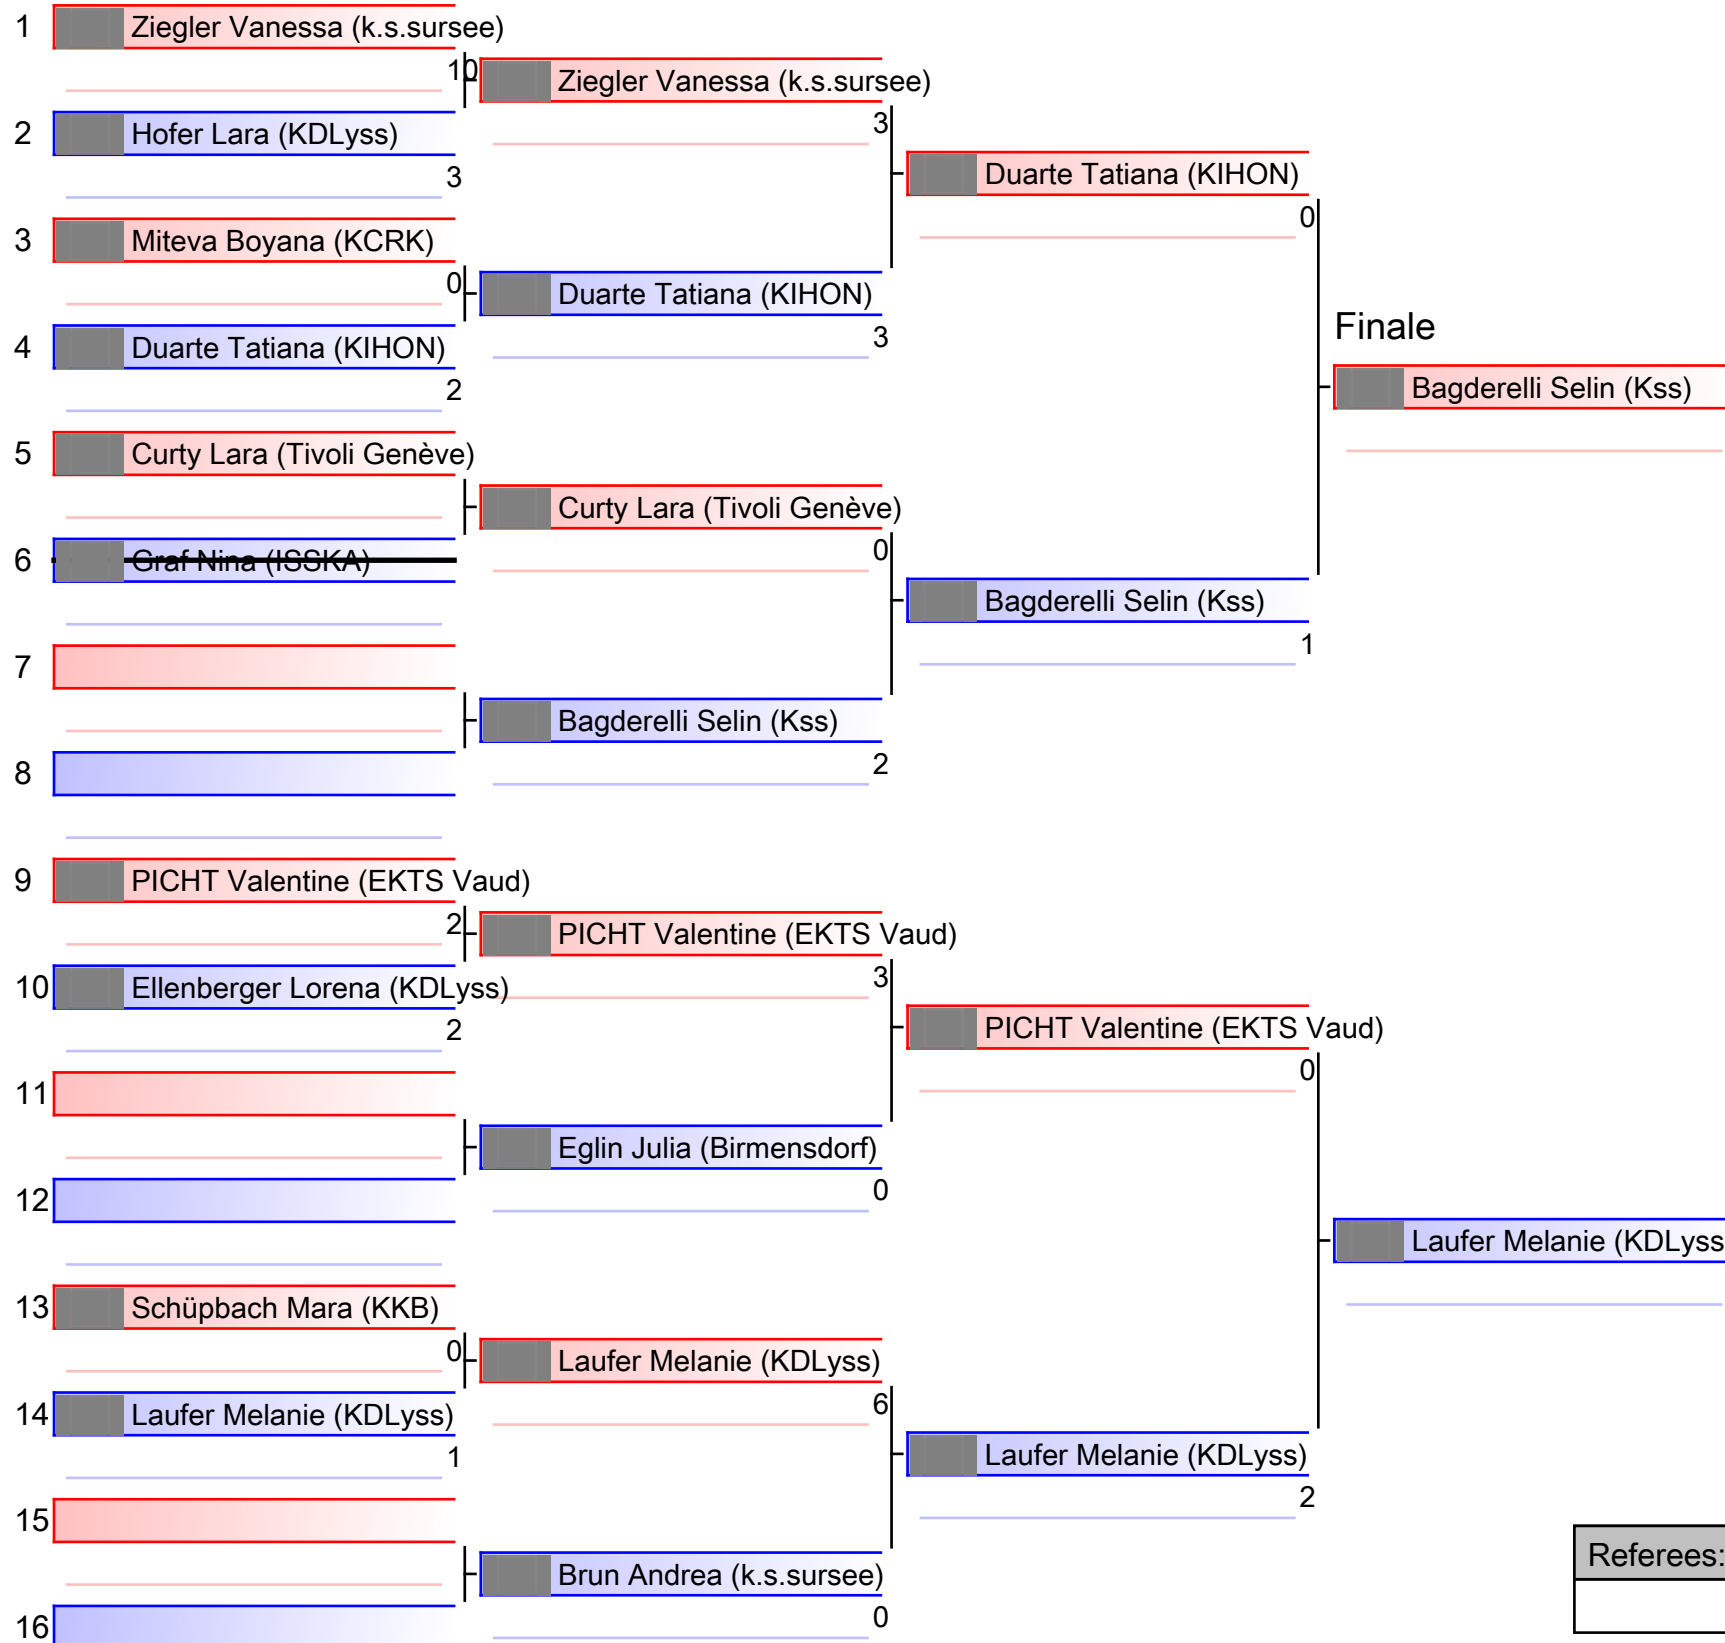 1 Ziegler Vanessa (k.s.sursee)
10 Ziegler Vanessa (k.s.sursee)
2 Hofer Lara (KDLyss)
3
3
Duarte Tatiana (KIHON)
0
3 Miteva Boyana (KCRK)
0 Duarte Tatiana (KIHON)
3
4 Duarte Tatiana (KIHON)
2
Finale
Bagderelli Selin (Kss)
5 Curty Lara (Tivoli Genève)
Curty Lara (Tivoli Genève)
0
6 Graf Nina (ISSKA)
Bagderelli Selin (Kss)
1
7
Bagderelli Selin (Kss)
2
8
9 PICHT Valentine (EKTS Vaud)
2 PICHT Valentine (EKTS Vaud)
3
10 Ellenberger Lorena (KDLyss)
2
PICHT Valentine (EKTS Vaud)
0
11
Eglin Julia (Birmensdorf)
0
12
Laufer Melanie (KDLyss
13 Schüpbach Mara (KKB)
0 Laufer Melanie (KDLyss)
6
14 Laufer Melanie (KDLyss)
1
Laufer Melanie (KDLyss)
2
15
Brun Andrea (k.s.sursee)
0
16
Referees: